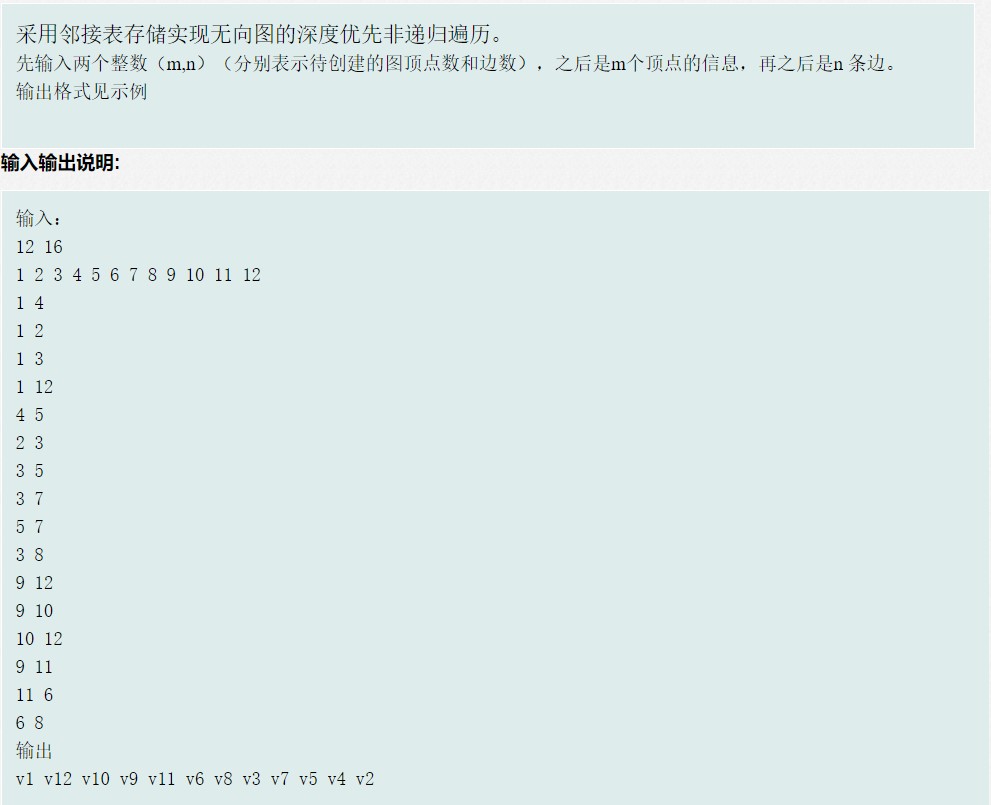 采用邻接表存储实现无向图的深度优先非递归遍历。
先输入两个整数（m,n）（分别表示待创建的图顶点数和边数），之后是m个顶点的信息，再之后是n 条边。
输出格式见示例
输入输出说明:
输入：
12 16
1 2 3 4 5 6 7 8 9 10 11 12
1 4
1 2
1 3
1 12
4 5
2 3
3 5
3 7
5 7
3 8
9 12
9 10
10 12
9 11
11 6
6 8
输出
v1 v12 v10 v9 v11 v6 v8 v3 v7 v5 v4 v2